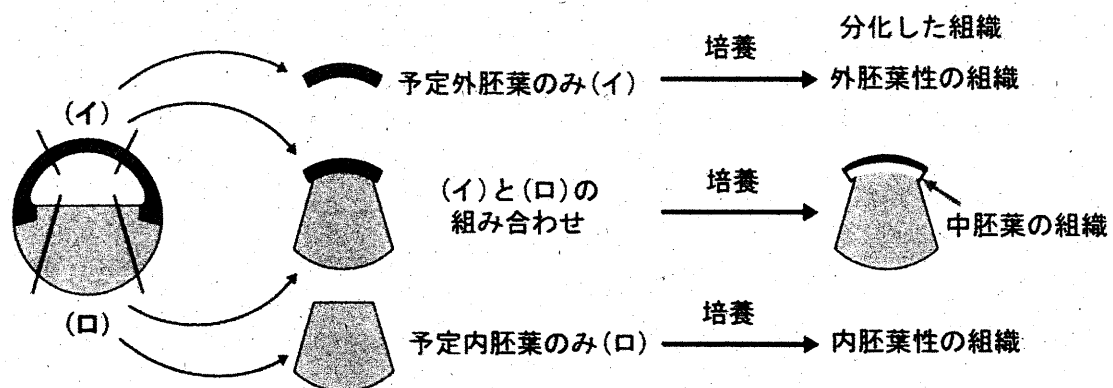 分化した組織
(イ)
予定外胚葉のみ(イ)
培養
外胚葉性の組織
(イ)と(ロ)の
組み合わせ
培養
中胚葉の組織
(ロ)
予定内胚葉のみ(ロ)
培養
内胚葉性の組織